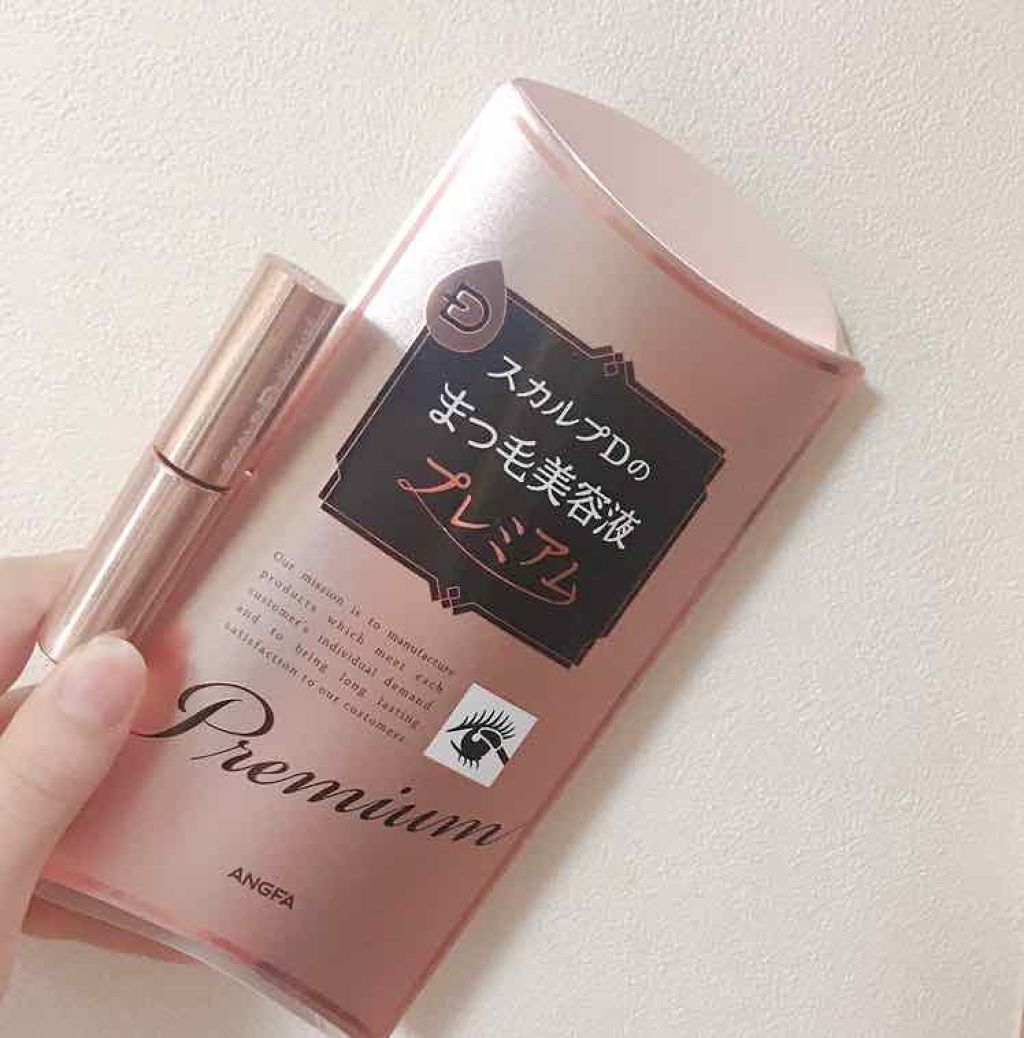 D
スカルプDの
まつ毛美容液
プレミアム
Our mission is to manufacture
products which meet each
customer's individual demand
and to bring long lasting
satisfaction to our customers.
Premium
ANGFA